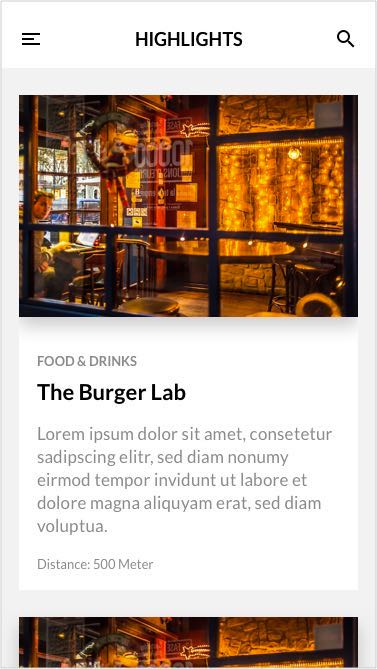 HIGHLIGHTS
FOOD & DRINKS
The Burger Lab
Lorem ipsum dolor sit amet, consetetur
sadipscing elitr, sed diam nonumy
eirmod tempor invidunt ut labore et
dolore magna aliquyam erat, sed diam
voluptua.
Distance: 500 Meter